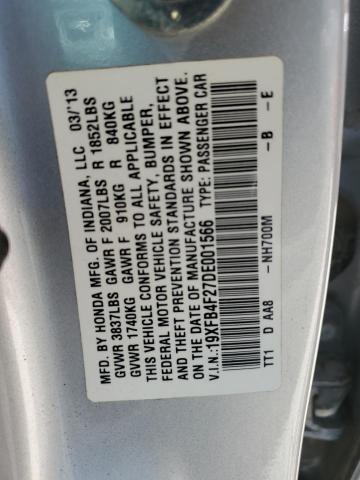 MFD. BY HONDA OF INDIANA, LLC 03/'13
GVWR 3837LBS GAWR F 2007LBS R 1852LBS
GVWR 1740KG GAWR F 910KG R 840KG
THIS VEHICLE CONFORMS TO ALL APPLICABLE
FEDERAL MOTOR VEHICLE SAFETY, BUMPER,
AND THEFT PREVENTION STANDARDS IN EFFECT
ON THE DATE OF MANUFACTURE SHOWN ABOVE.
V.I.N.:19XFB4F27DE001566 TYPE: PASSENGER CAR
TT1 D AA8 -NH700M -B -E